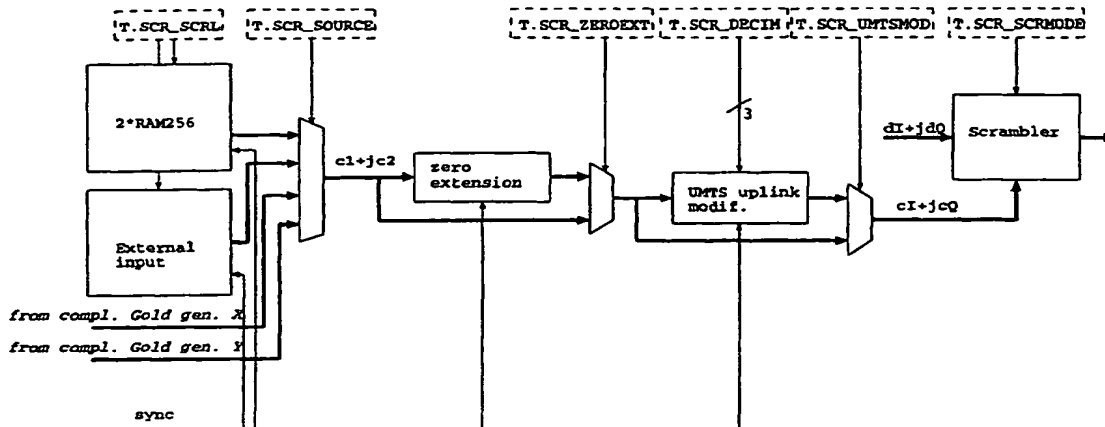 T.SCR_SCRL T.SCR_SOURCE T.SCR_ZEROEXT T.SCR_DECIM T.SCR_UMTSMOD T.SCR_SCRMODE
2*RAM256
3
dI+jdQ
Scrambler
c1+jc2
zero
extension
UMTS uplink
modif.
cI+jcQ
External
input
from compl. Gold gen. X
from compl. Gold gen. Y
sync